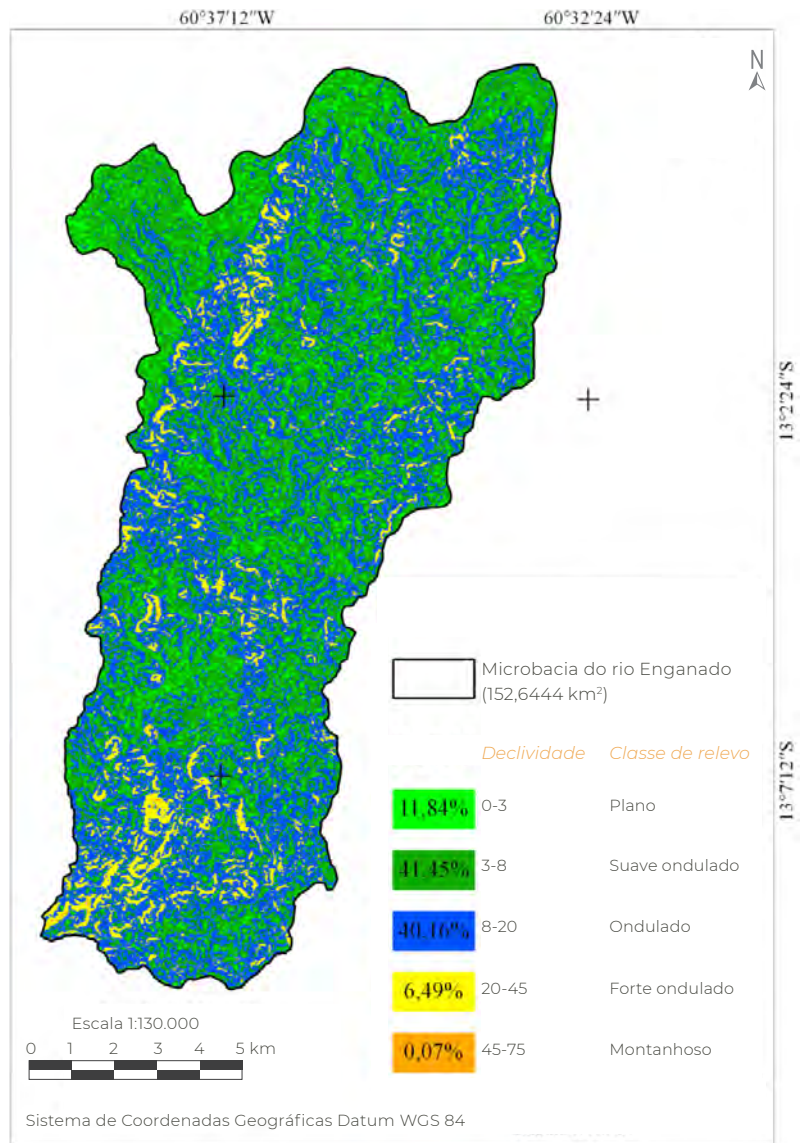 60°37'12"W 60°32'24"W
N
13°2'24"S
Microbacia do rio Enganado
(152,6444 km²)
Declividade Classe de relevo
13°7'12"S
11,84% 0-3 Plano
41,45% 3-8 Suave ondulado
40,16% 8-20 Ondulado
6,49% 20-45 Forte ondulado
0,07% 45-75 Montanhoso
Escala 1:130.000
0 1 2 3 4 5 km
Sistema de Coordenadas Geográficas Datum WGS 84